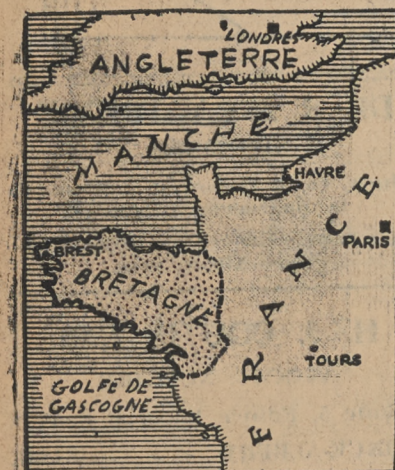 LONDRES
ANGLETERRE
MANCHE
HAVRE
FRANCE
PARIS
BREST
BRETAGNE
TOURS
GOLFE DE
GASCOGNE